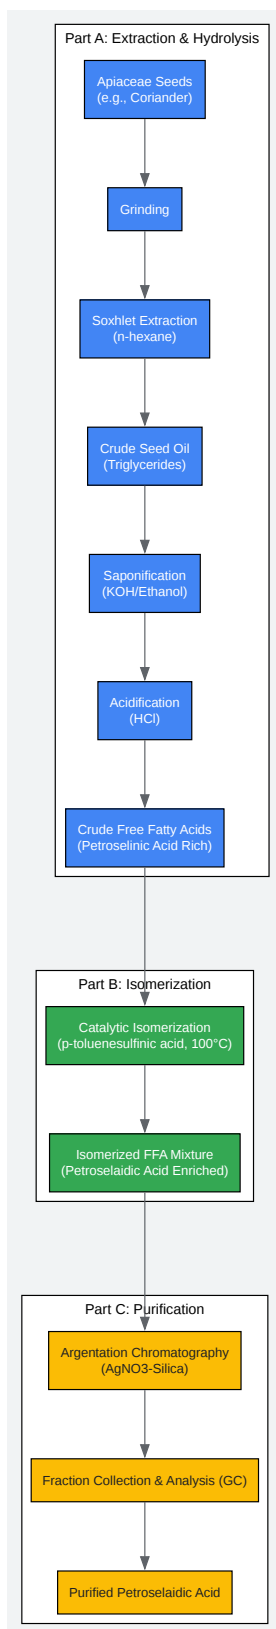 Part A: Extraction & Hydrolysis
Apiaceae Seeds
(e.g., Coriander)
Grinding
Soxhlet Extraction
(n-hexane)
Crude Seed Oil
(Triglycerides)
Saponification
(KOH/Ethanol)
Acidification
(HCl)
Crude Free Fatty Acids
(Petroselinic Acid Rich)
Part B: Isomerization
Catalytic Isomerization
(p-toluenesulfinic acid, 100°C)
Isomerized FFA Mixture
(Petroselaidic Acid Enriched)
Part C: Purification
Argentation Chromatography
(AgNO3-Silica)
Fraction Collection & Analysis (GC)
Purified Petroselaidic Acid